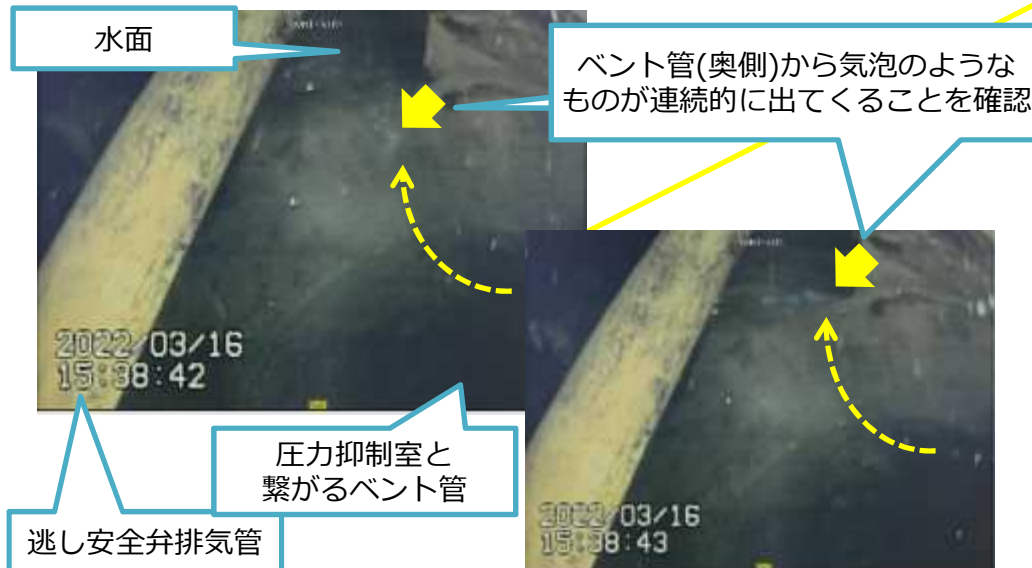 水面
ベント管(奥側)から気泡のような
ものが連続的に出てくることを確認
2022/03/16
15:38:42
圧力抑制室と
繋がるベント管
逃し安全弁排気管
2022/03/16
15:38:43